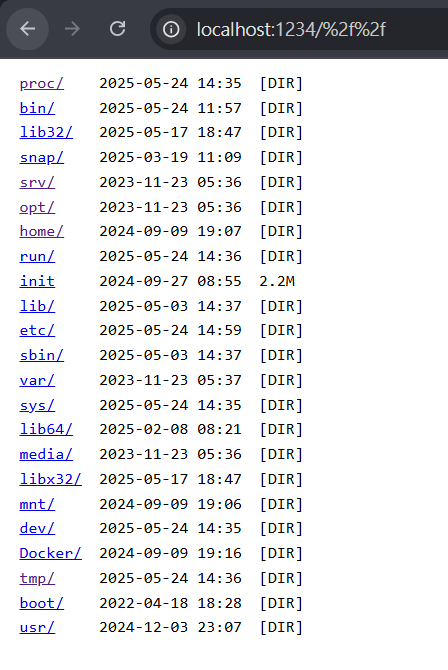 localhost:1234/%2f%2f
proc/ 2025-05-24 14:35 [DIR]
bin/ 2025-05-24 11:57 [DIR]
lib32/ 2025-05-17 18:47 [DIR]
snap/ 2025-03-19 11:09 [DIR]
srv/ 2023-11-23 05:36 [DIR]
opt/ 2023-11-23 05:36 [DIR]
home/ 2024-09-09 19:07 [DIR]
run/ 2025-05-24 14:36 [DIR]
init 2024-09-27 08:55 2.2M
lib/ 2025-05-03 14:37 [DIR]
etc/ 2025-05-24 14:59 [DIR]
sbin/ 2025-05-03 14:37 [DIR]
var/ 2023-11-23 05:37 [DIR]
sys/ 2025-05-24 14:35 [DIR]
lib64/ 2025-02-08 08:21 [DIR]
media/ 2023-11-23 05:36 [DIR]
libx32/ 2025-05-17 18:47 [DIR]
mnt/ 2024-09-09 19:06 [DIR]
dev/ 2025-05-24 14:35 [DIR]
Docker/ 2024-09-09 19:16 [DIR]
tmp/ 2025-05-24 14:36 [DIR]
boot/ 2022-04-18 18:28 [DIR]
usr/ 2024-12-03 23:07 [DIR]